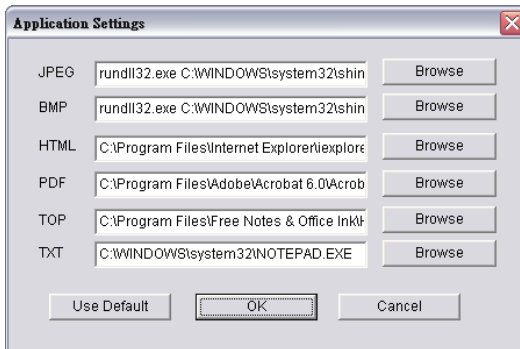 Application Settings
JPEG rundll32.exe C:\WINDOWS\system32\shin Browse
BMP rundll32.exe C:\WINDOWS\system32\shin Browse
HTML C:\Program Files\Internet Explorer\iexplore Browse
PDF C:\Program Files\Adobe\Acrobat 6.0\Acrob Browse
TOP C:\Program Files\Free Notes & Office Ink\H Browse
TXT C:\WINDOWS\system32\NOTEPAD.EXE Browse
Use Default OK Cancel